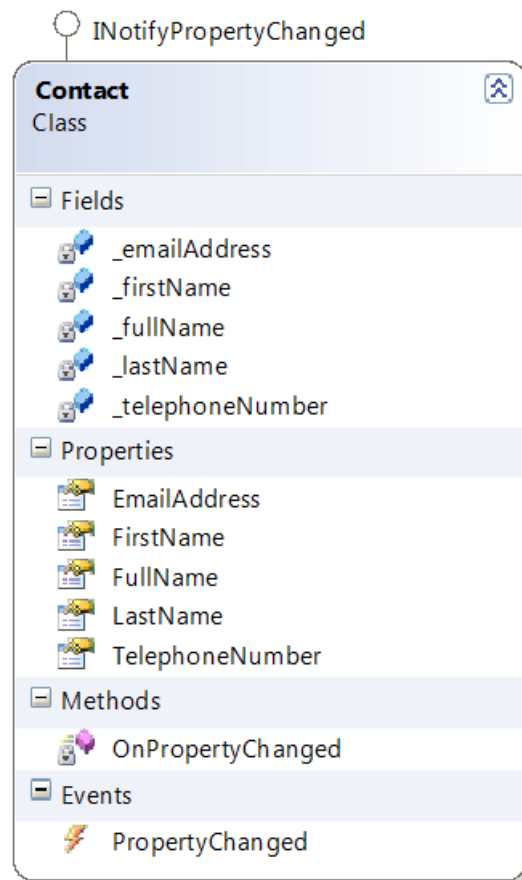 INotifyPropertyChanged
Contact
Class
Fields
_emailAddress
_firstName
_fullName
_lastName
_telephoneNumber
Properties
EmailAddress
FirstName
FullName
LastName
TelephoneNumber
Methods
OnPropertyChanged
Events
PropertyChanged